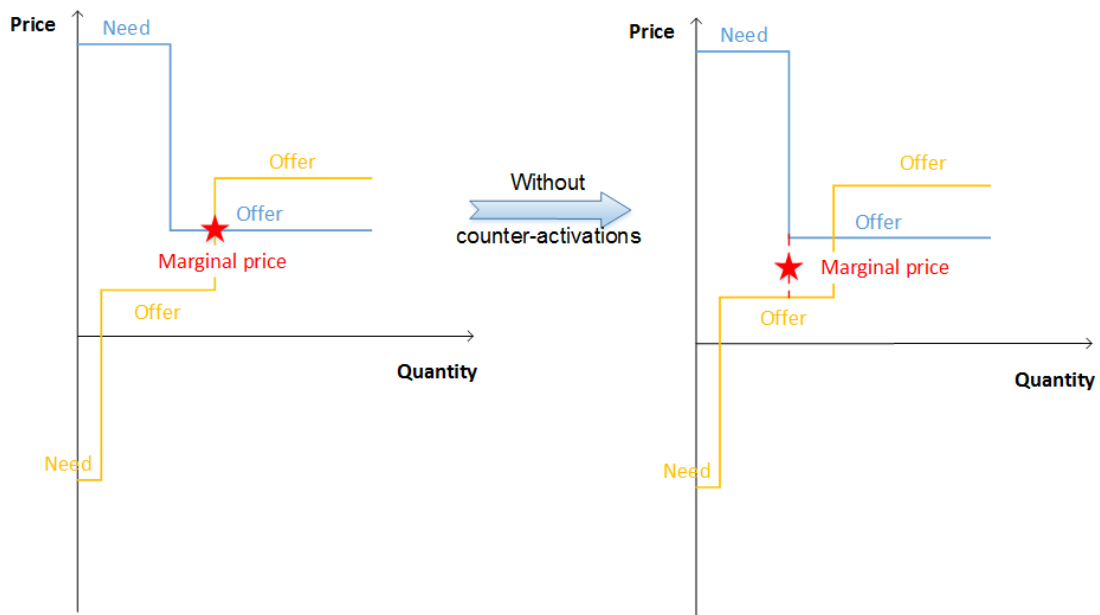 Price
Need
Offer
Offer
Marginal price
Offer
Quantity
Need
Without
counter-activations
Price
Need
Offer
Offer
Marginal price
Offer
Quantity
Need